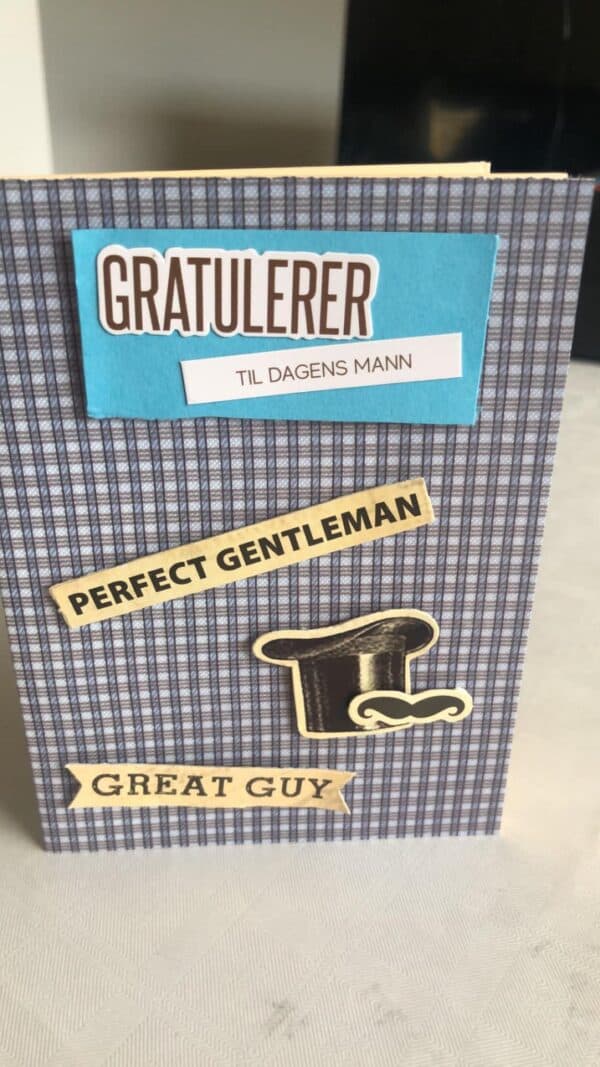 GRATULERER
TIL DAGENS MANN
PERFECT GENTLEMAN
GREAT GUY